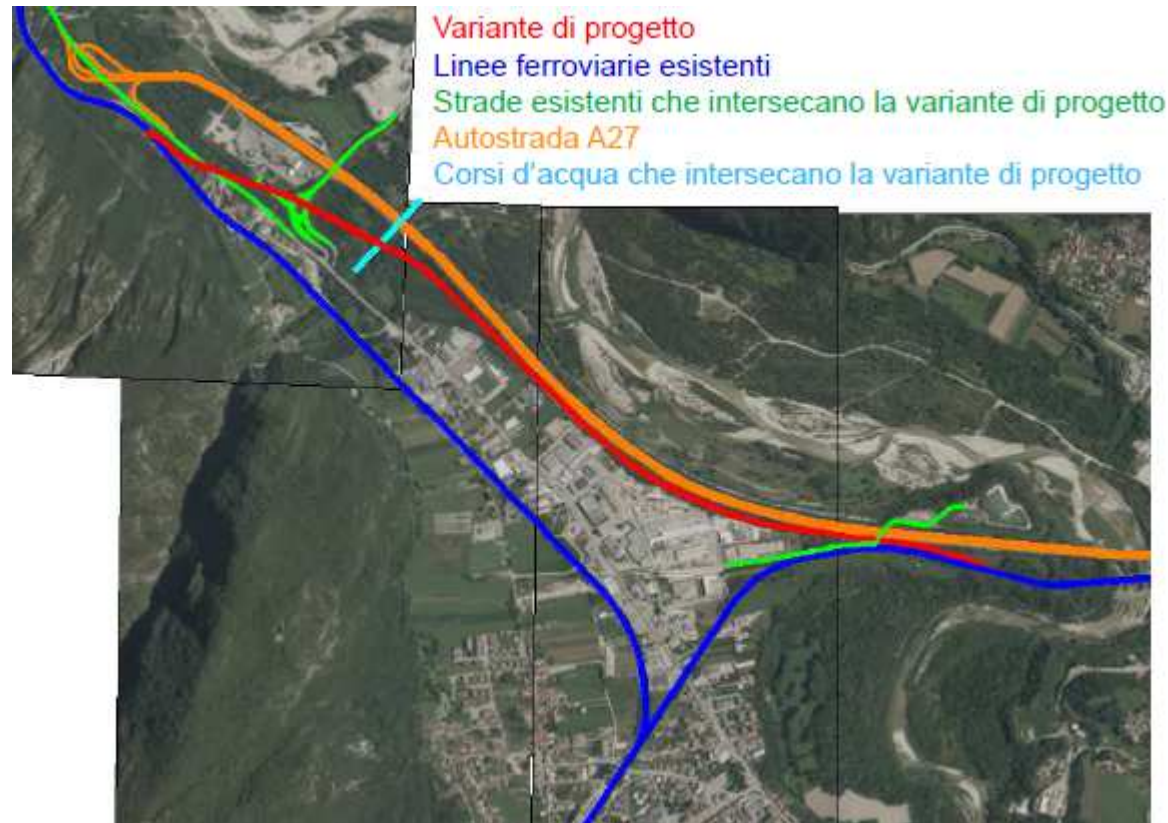 Variante di progetto
Linee ferroviarie esistenti
Strade esistenti che intersecano la variante di progetto
Autostrada A27
Corsi d'acqua che intersecano la variante di progetto